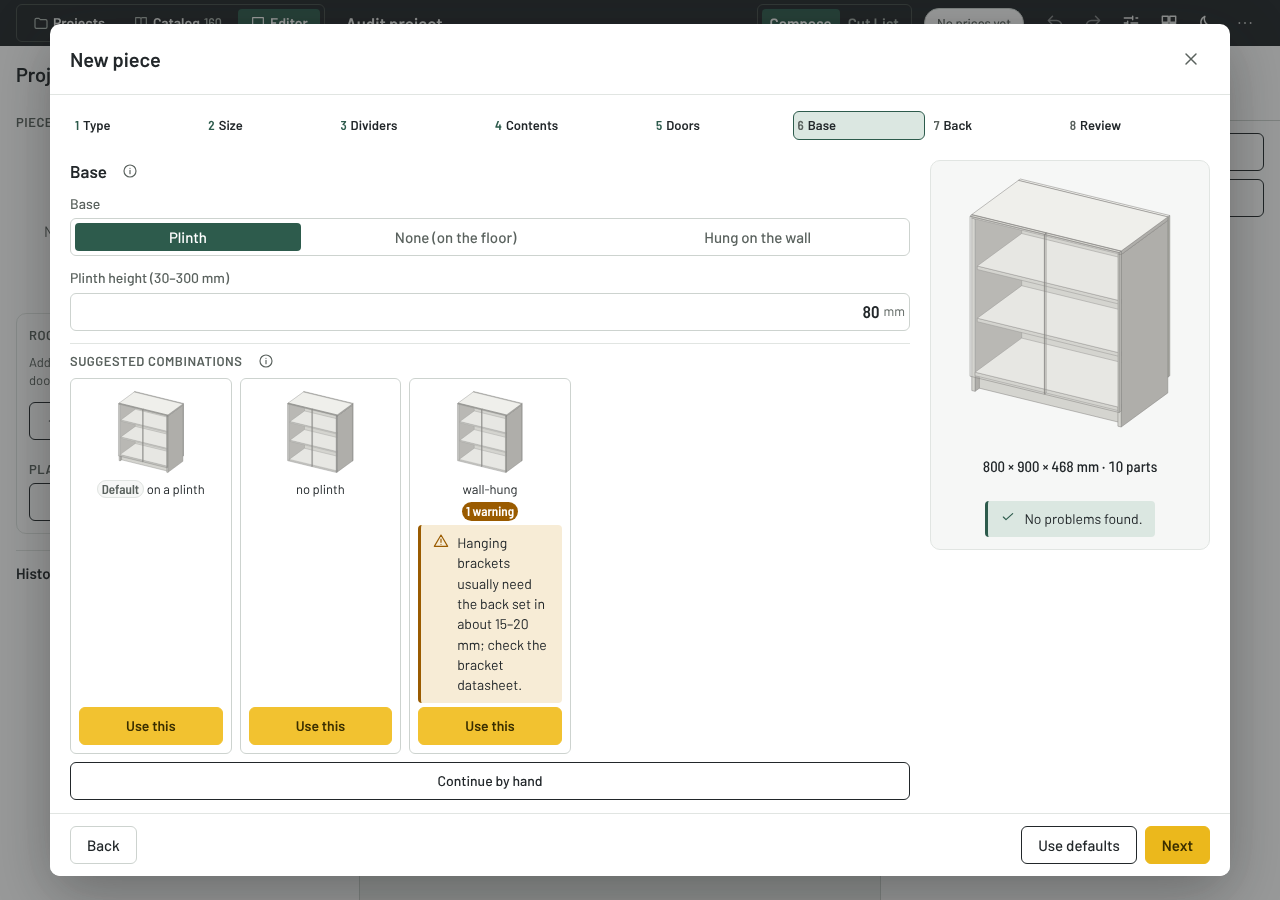 Projects
Catalog 160
Editor
Audit project
Compose
Cut List
No prices yet
New piece
1 Type
2 Size
3 Dividers
4 Contents
5 Doors
6 Base
7 Back
8 Review
Base
Base
Plinth
None (on the floor)
Hung on the wall
Plinth height (30–300 mm)
80 mm
SUGGESTED COMBINATIONS
Default on a plinth
Use this
no plinth
Use this
wall-hung
1 warning
Hanging
brackets
usually need
the back set in
about 15–20
mm; check the
bracket
datasheet.
Use this
Continue by hand
800 × 900 × 468 mm · 10 parts
No problems found.
Back
Use defaults
Next